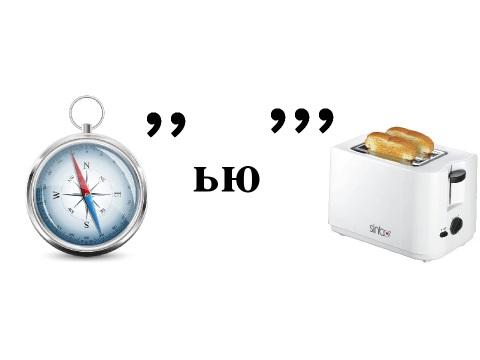 ,, ,,,
ью
N
W E
S
sinbo